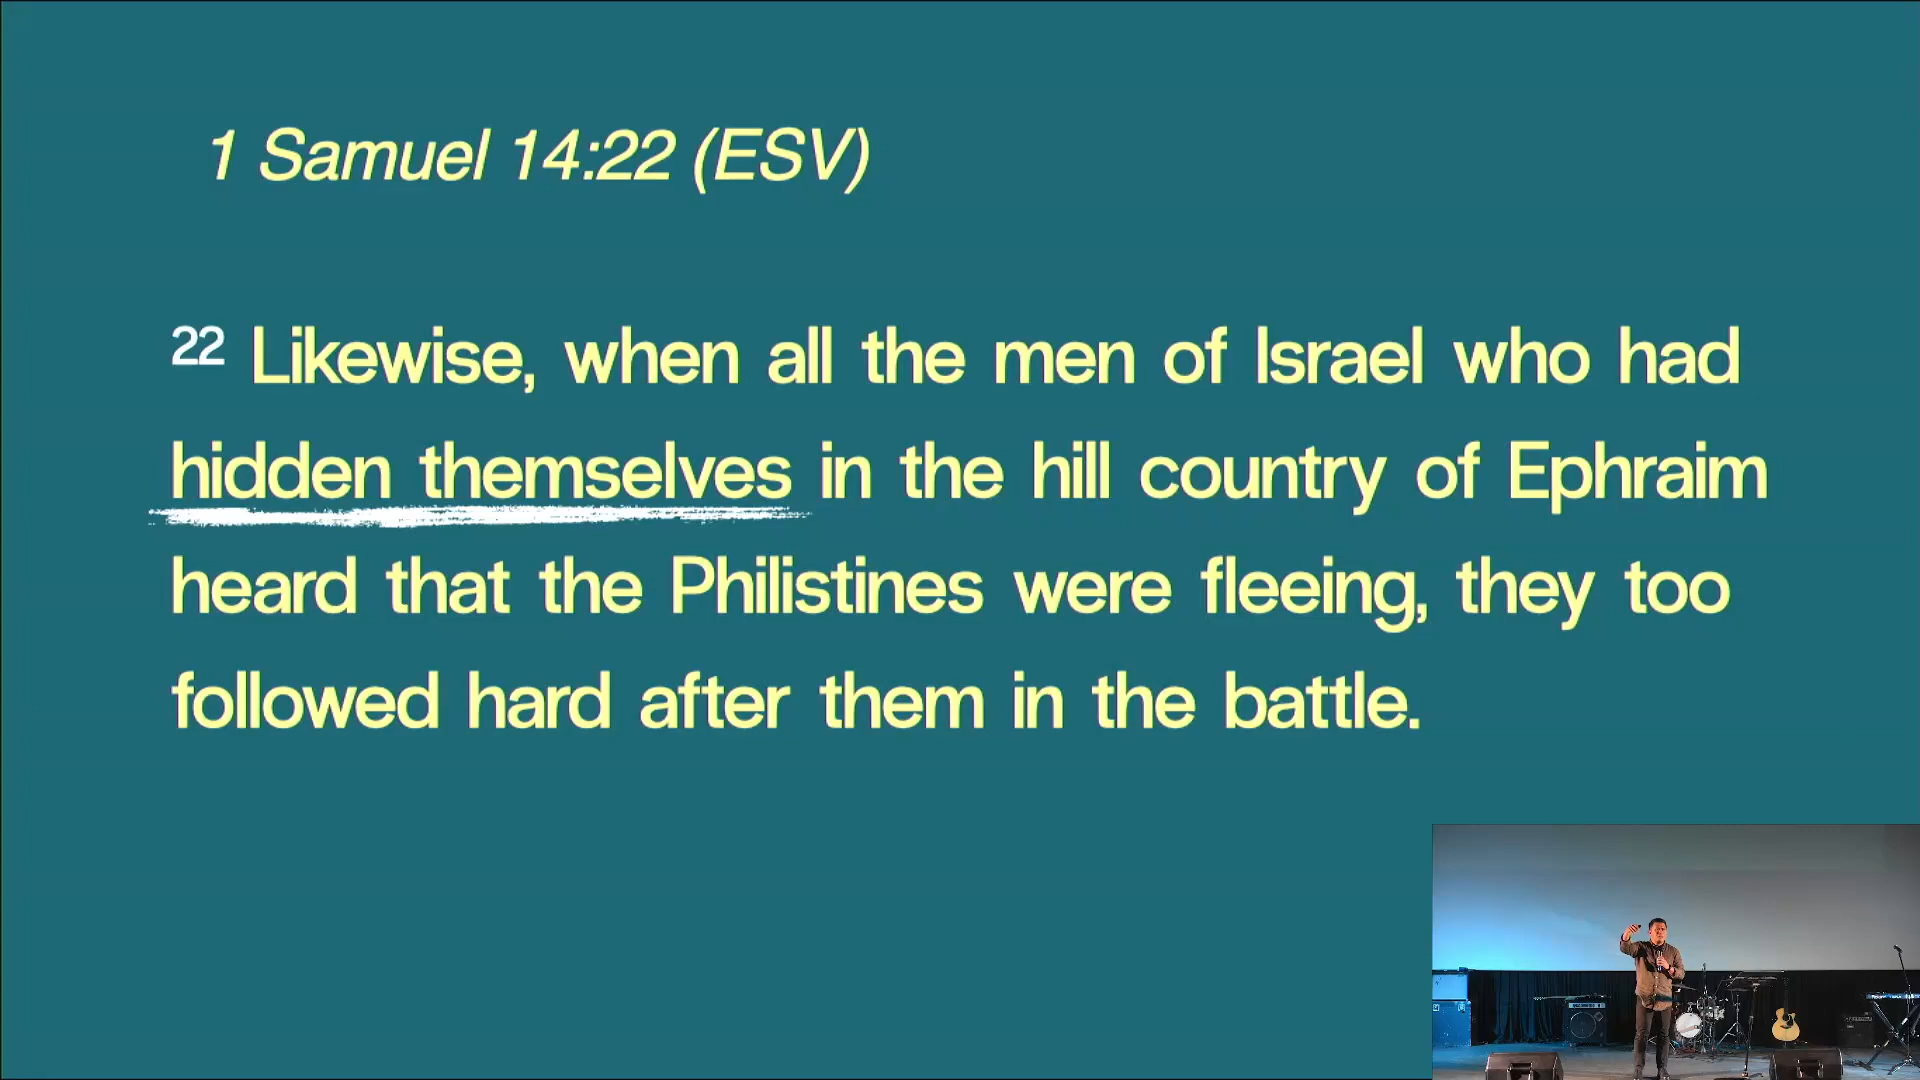 1 Samuel 14:22 (ESV)
22 Likewise, when all the men of Israel who had
hidden themselves in the hill country of Ephraim
heard that the Philistines were fleeing, they too
followed hard after them in the battle.